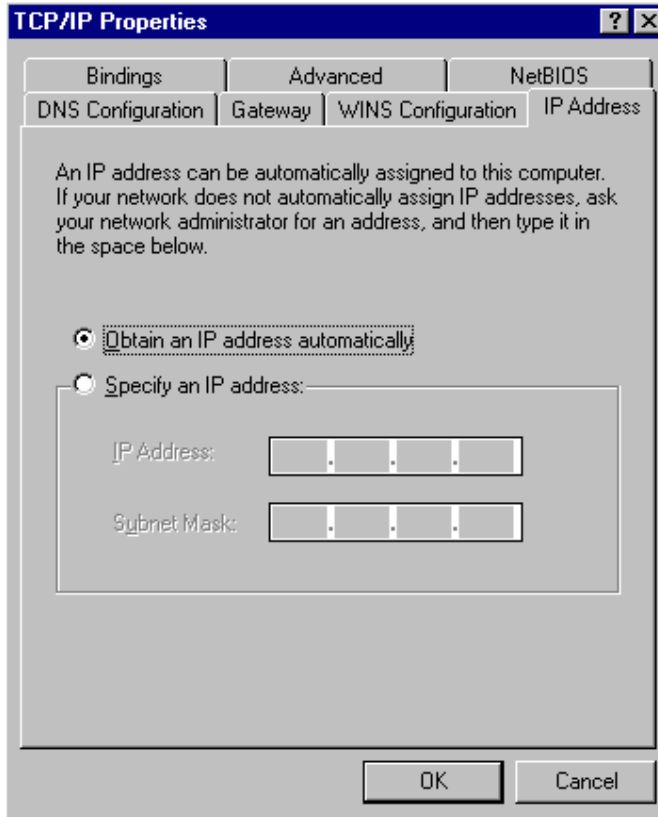 TCP/IP Properties
Bindings Advanced NetBIOS
DNS Configuration Gateway WINS Configuration IP Address
An IP address can be automatically assigned to this computer.
If your network does not automatically assign IP addresses, ask
your network administrator for an address, and then type it in
the space below.
Obtain an IP address automatically
Specify an IP address:
IP Address:
Subnet Mask:
OK Cancel